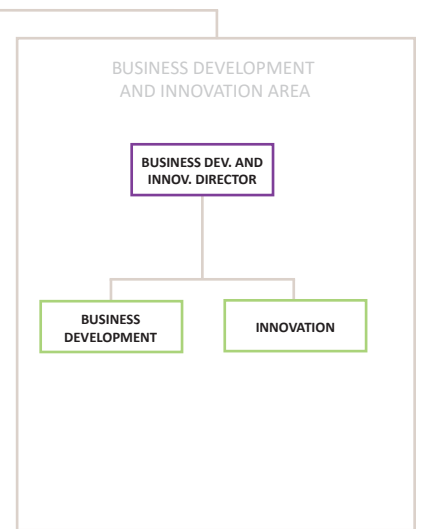 BUSINESS DEVELOPMENT
AND INNOVATION AREA
BUSINESS DEV. AND
INNOV. DIRECTOR
BUSINESS
DEVELOPMENT
INNOVATION